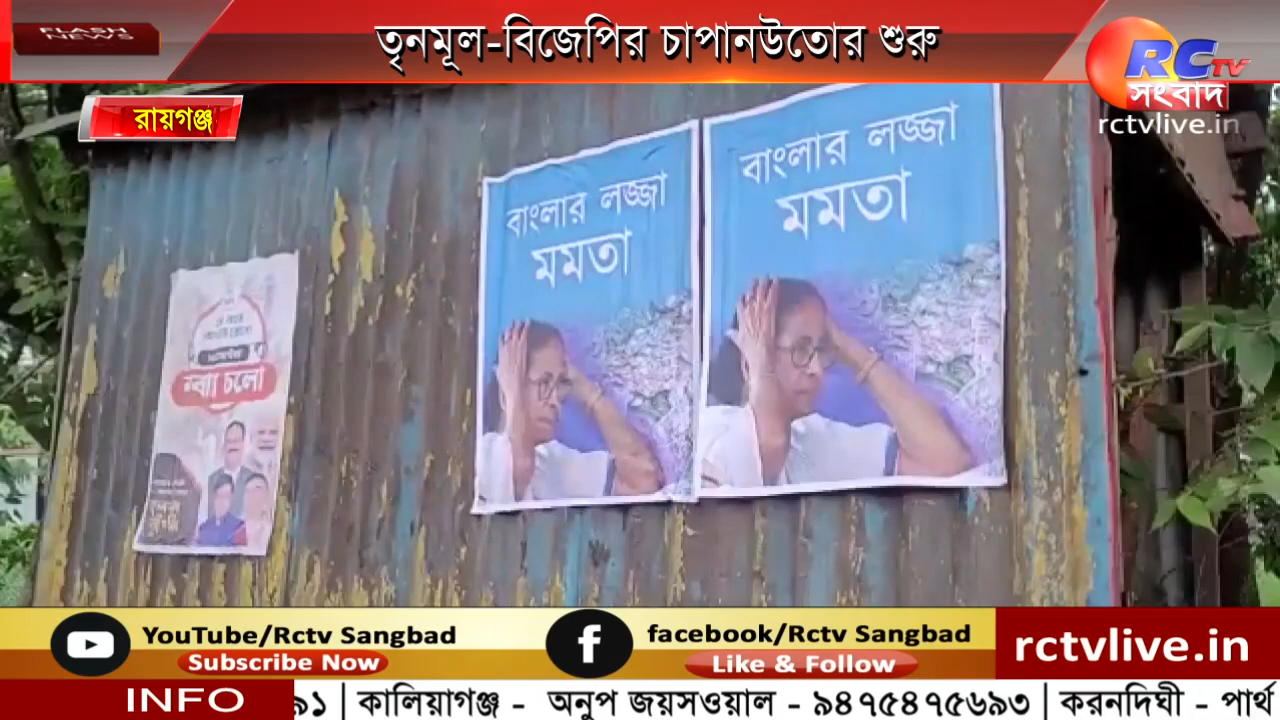 FLASH NEWS
তৃনমূল-বিজেপির চাপানউতোর শুরু
RCTV
সংবাদ
rctvlive.in
রায়গঞ্জ
বাংলার লজ্জা
মমতা
বাংলার লজ্জা
মমতা
চলো
YouTube/Rctv Sangbad
Subscribe Now
facebook/Rctv Sangbad
Like & Follow
rctvlive.in
INFO
৯১ | কালিয়াগঞ্জ - অনুপ জয়সওয়াল - ৯৪৭৫৪৭৫৬৯৩ | করনদিঘী - পার্থ